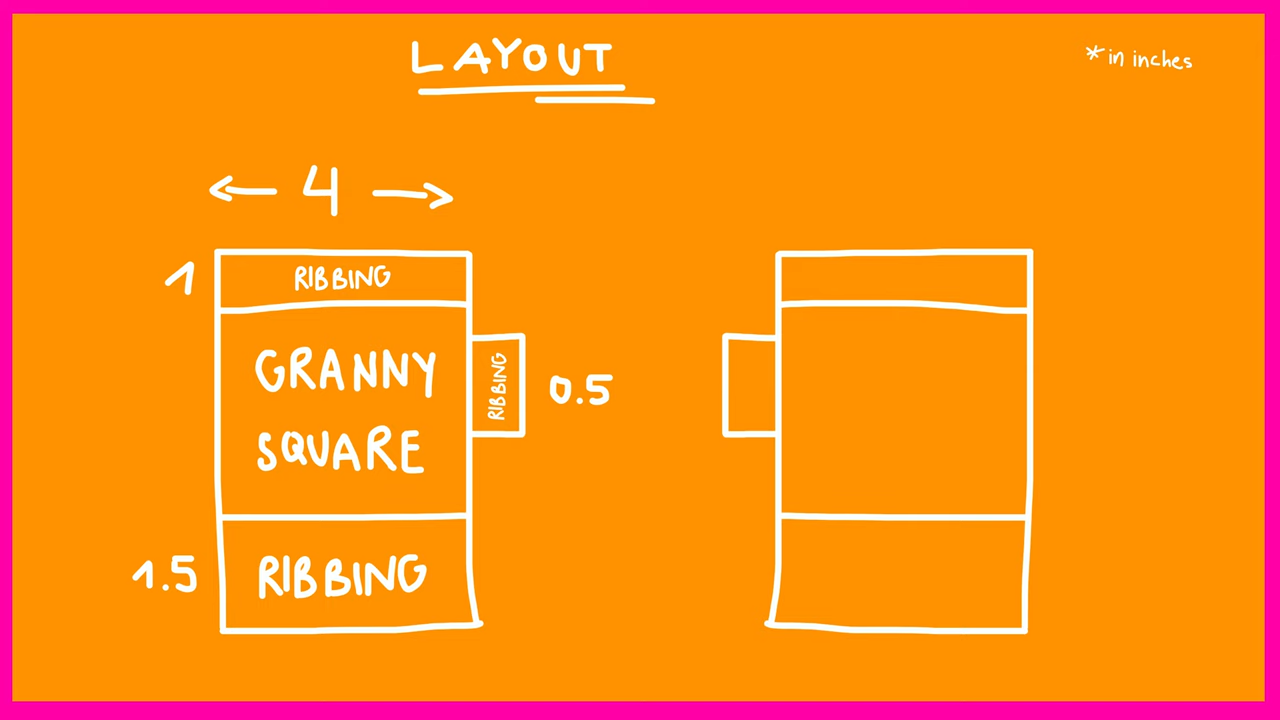 LAYOUT
*in inches
4
1
RIBBING
GRANNY
SQUARE
RIBBING
0.5
1.5
RIBBING